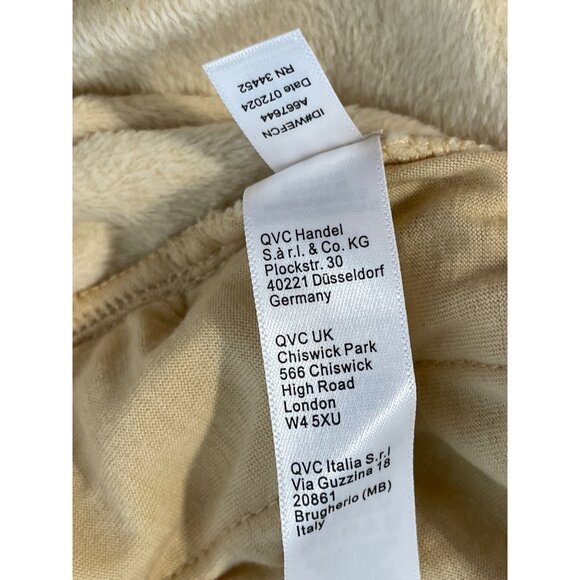 ID#WEFCN
A667644
Date 072024
RN 34452
QVC Handel
S.à r.l. & Co. KG
Plockstr. 30
40221 Düsseldorf
Germany
QVC UK
Chiswick Park
566 Chiswick
High Road
London
W4 5XU
QVC Italia S.r.l
Via Guzzina 18
20861
Brugherio (MB)
Italy